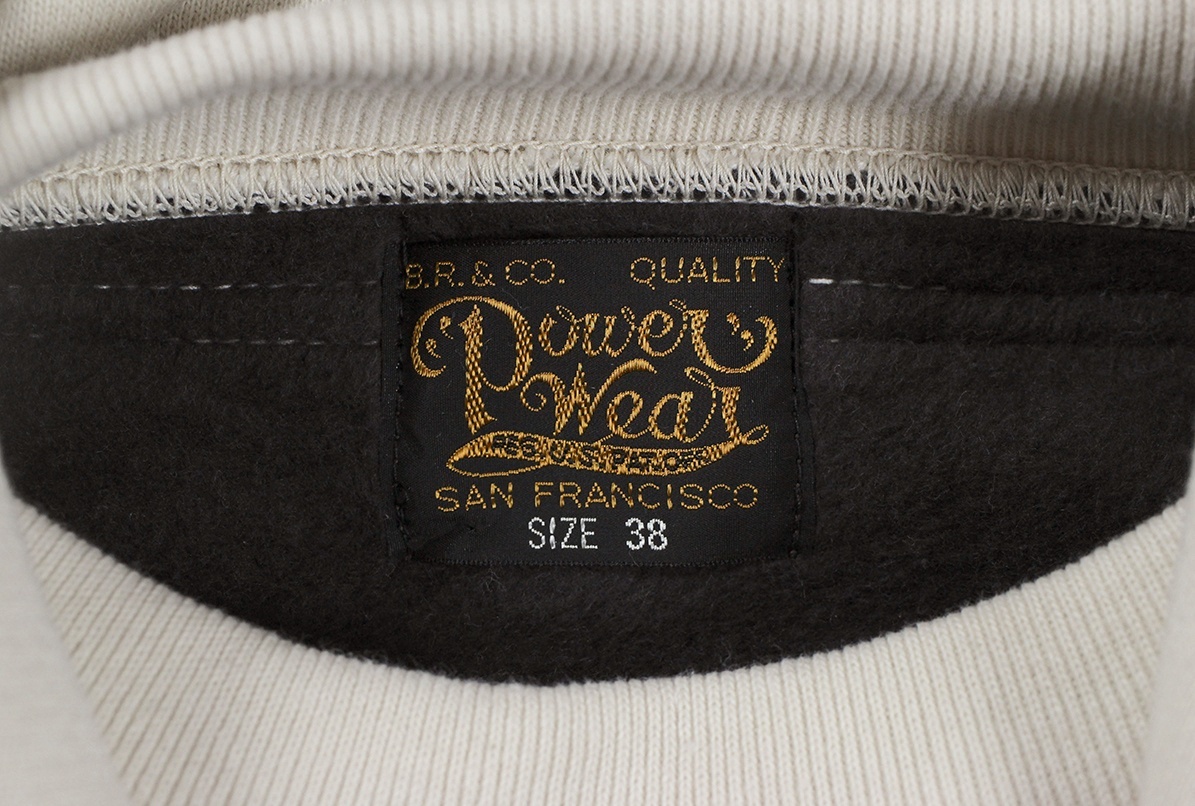 B.R. & CO. QUALITY
Power
Wear
SAN FRANCISCO
SIZE 38